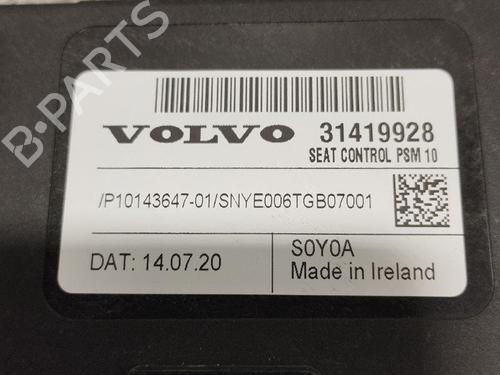 VOLVO 31419928
SEAT CONTROL PSM 10
/P10143647-01/SNYE006TGB07001
DAT: 14.07.20
S0Y0A
Made in Ireland
B-PARTS